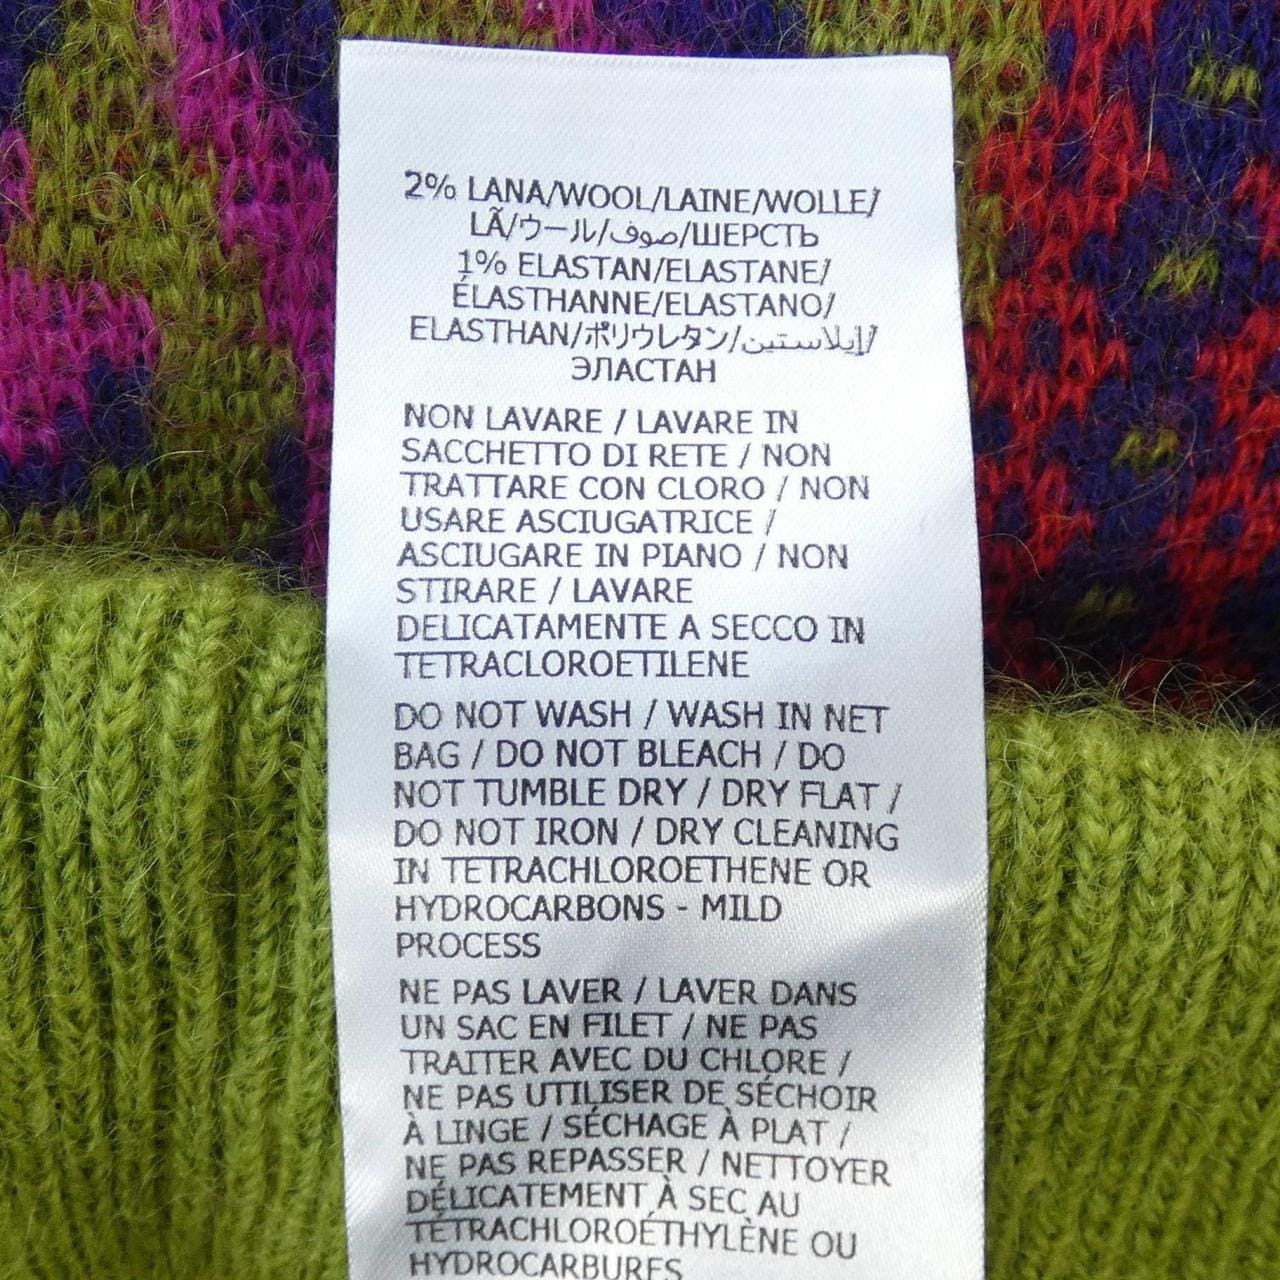 2% LANA/WOOL/LAINE/WOLLE/
LÃ/ウール/صوف/ШЕРСТЬ
1% ELASTAN/ELASTANE/
ÉLASTHANNE/ELASTANO/
ELASTHAN/ポリウレタン/إيلاستين/
ЭЛАСТАН
NON LAVARE / LAVARE IN
SACCHETTO DI RETE / NON
TRATTARE CON CLORO / NON
USARE ASCIUGATRICE /
ASCIUGARE IN PIANO / NON
STIRARE / LAVARE
DELICATAMENTE A SECCO IN
TETRACLOROETILENE
DO NOT WASH / WASH IN NET
BAG / DO NOT BLEACH / DO
NOT TUMBLE DRY / DRY FLAT /
DO NOT IRON / DRY CLEANING
IN TETRACHLOROETHENE OR
HYDROCARBONS - MILD
PROCESS
NE PAS LAVER / LAVER DANS
UN SAC EN FILET / NE PAS
TRAITER AVEC DU CHLORE /
NE PAS UTILISER DE SÉCHOIR
À LINGE / SÉCHAGE À PLAT /
NE PAS REPASSER / NETTOYER
DÉLICATEMENT À SEC AU
TÉTRACHLOROÉTHYLÈNE OU
HYDROCARBURES